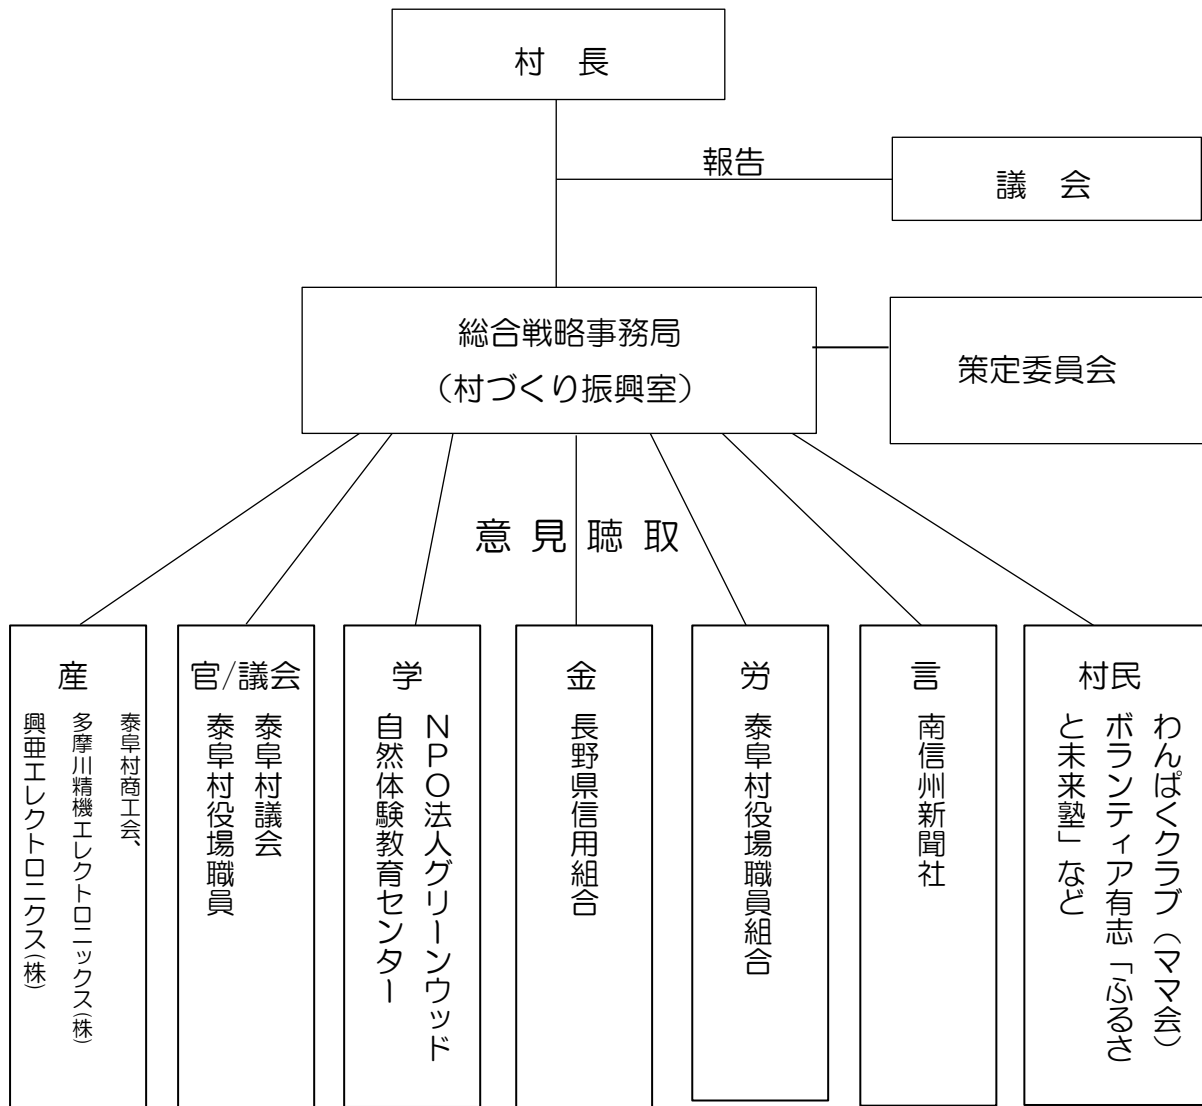 村　長
報告
議　会
総合戦略事務局
（村づくり振興室）
策定委員会
意見聴取
産
泰阜村商工会、
多摩川精機エレクトロニックス(株)
興亜エレクトロニクス(株)
官/議会
泰阜村議会
泰阜村役場職員
学
NPO法人グリーンウッド
自然体験教育センター
金
長野県信用組合
労
泰阜村役場職員組合
言
南信州新聞社
村民
わんぱくクラブ（ママ会）
ボランティア有志「ふるさ
と未来塾」など